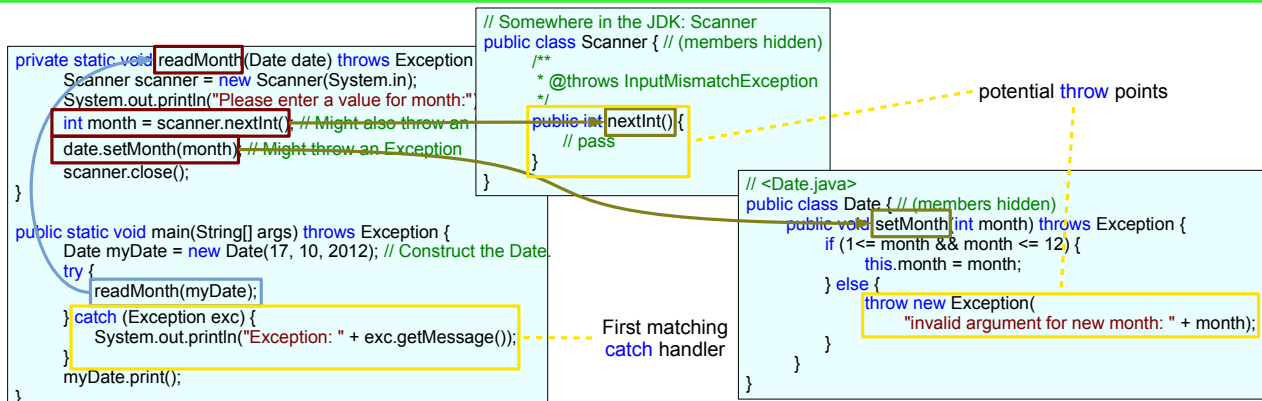 private static void readMonth(Date date) throws Exception
Scanner scanner = new Scanner(System.in);
System.out.println("Please enter a value for month:")
int month = scanner.nextInt(); // Might also throw an
date.setMonth(month) // Might throw an Exception
scanner.close();
}
public static void main(String[] args) throws Exception {
Date myDate = new Date(17, 10, 2012); // Construct the Date.
try {
readMonth(myDate);
} catch (Exception exc) {
System.out.println("Exception: " + exc.getMessage());
}
myDate.print();
}
// Somewhere in the JDK: Scanner
public class Scanner { // (members hidden)
/**
* @throws InputMismatchException
*/
public int nextInt() {
// pass
}
}
potential throw points
First matching
catch handler
// <Date.java>
public class Date { // (members hidden)
public void setMonth(int month) throws Exception {
if (1<= month && month <= 12) {
this.month = month;
} else {
throw new Exception(
"invalid argument for new month: " + month);
}
}
}